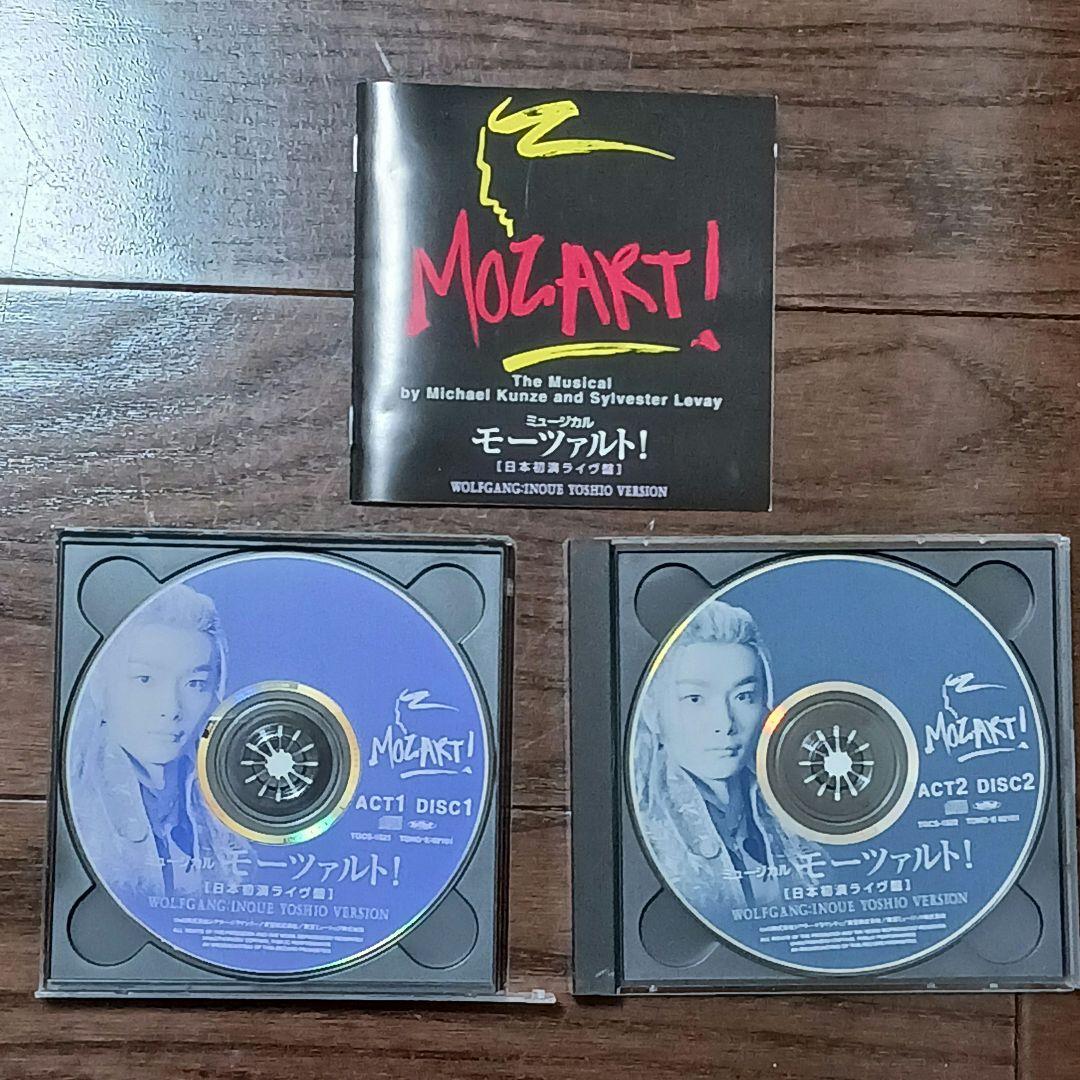 MOZART!
The Musical
by Michael Kunze and Sylvester Levay
ミュージカル
モーツァルト!
[日本初演ライヴ盤]
WOLFGANG:INOUE YOSHIO VERSION
MOZART!
ACT1 DISC1
ミュージカル モーツァルト!
[日本初演ライヴ盤]
WOLFGANG:INOUE YOSHIO VERSION
MOZART!
ACT2 DISC2
ミュージカル モーツァルト!
[日本初演ライヴ盤]
WOLFGANG:INOUE YOSHIO VERSION